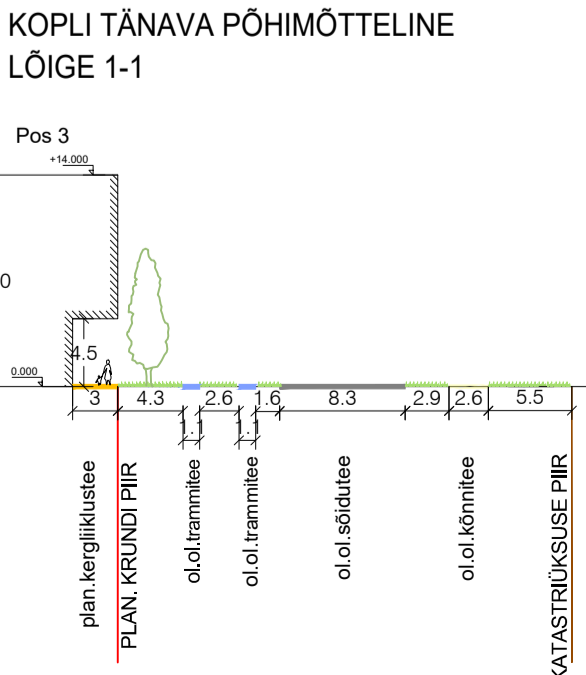 KOPLI TÄNAVA PÕHIMÕTTELINE
LÕIGE 1-1
Pos 3
+14.000
0
4.5
0.000
3
4.3
2.6
1.6
8.3
2.9
2.6
5.5
1.1
1.1
plan.kergliiklustee
PLAN. KRUNDI PIIR
ol.ol.trammitee
ol.ol.trammitee
ol.ol.sõidutee
ol.ol.kõnnitee
KATASTRIÜKSUSE PIIR